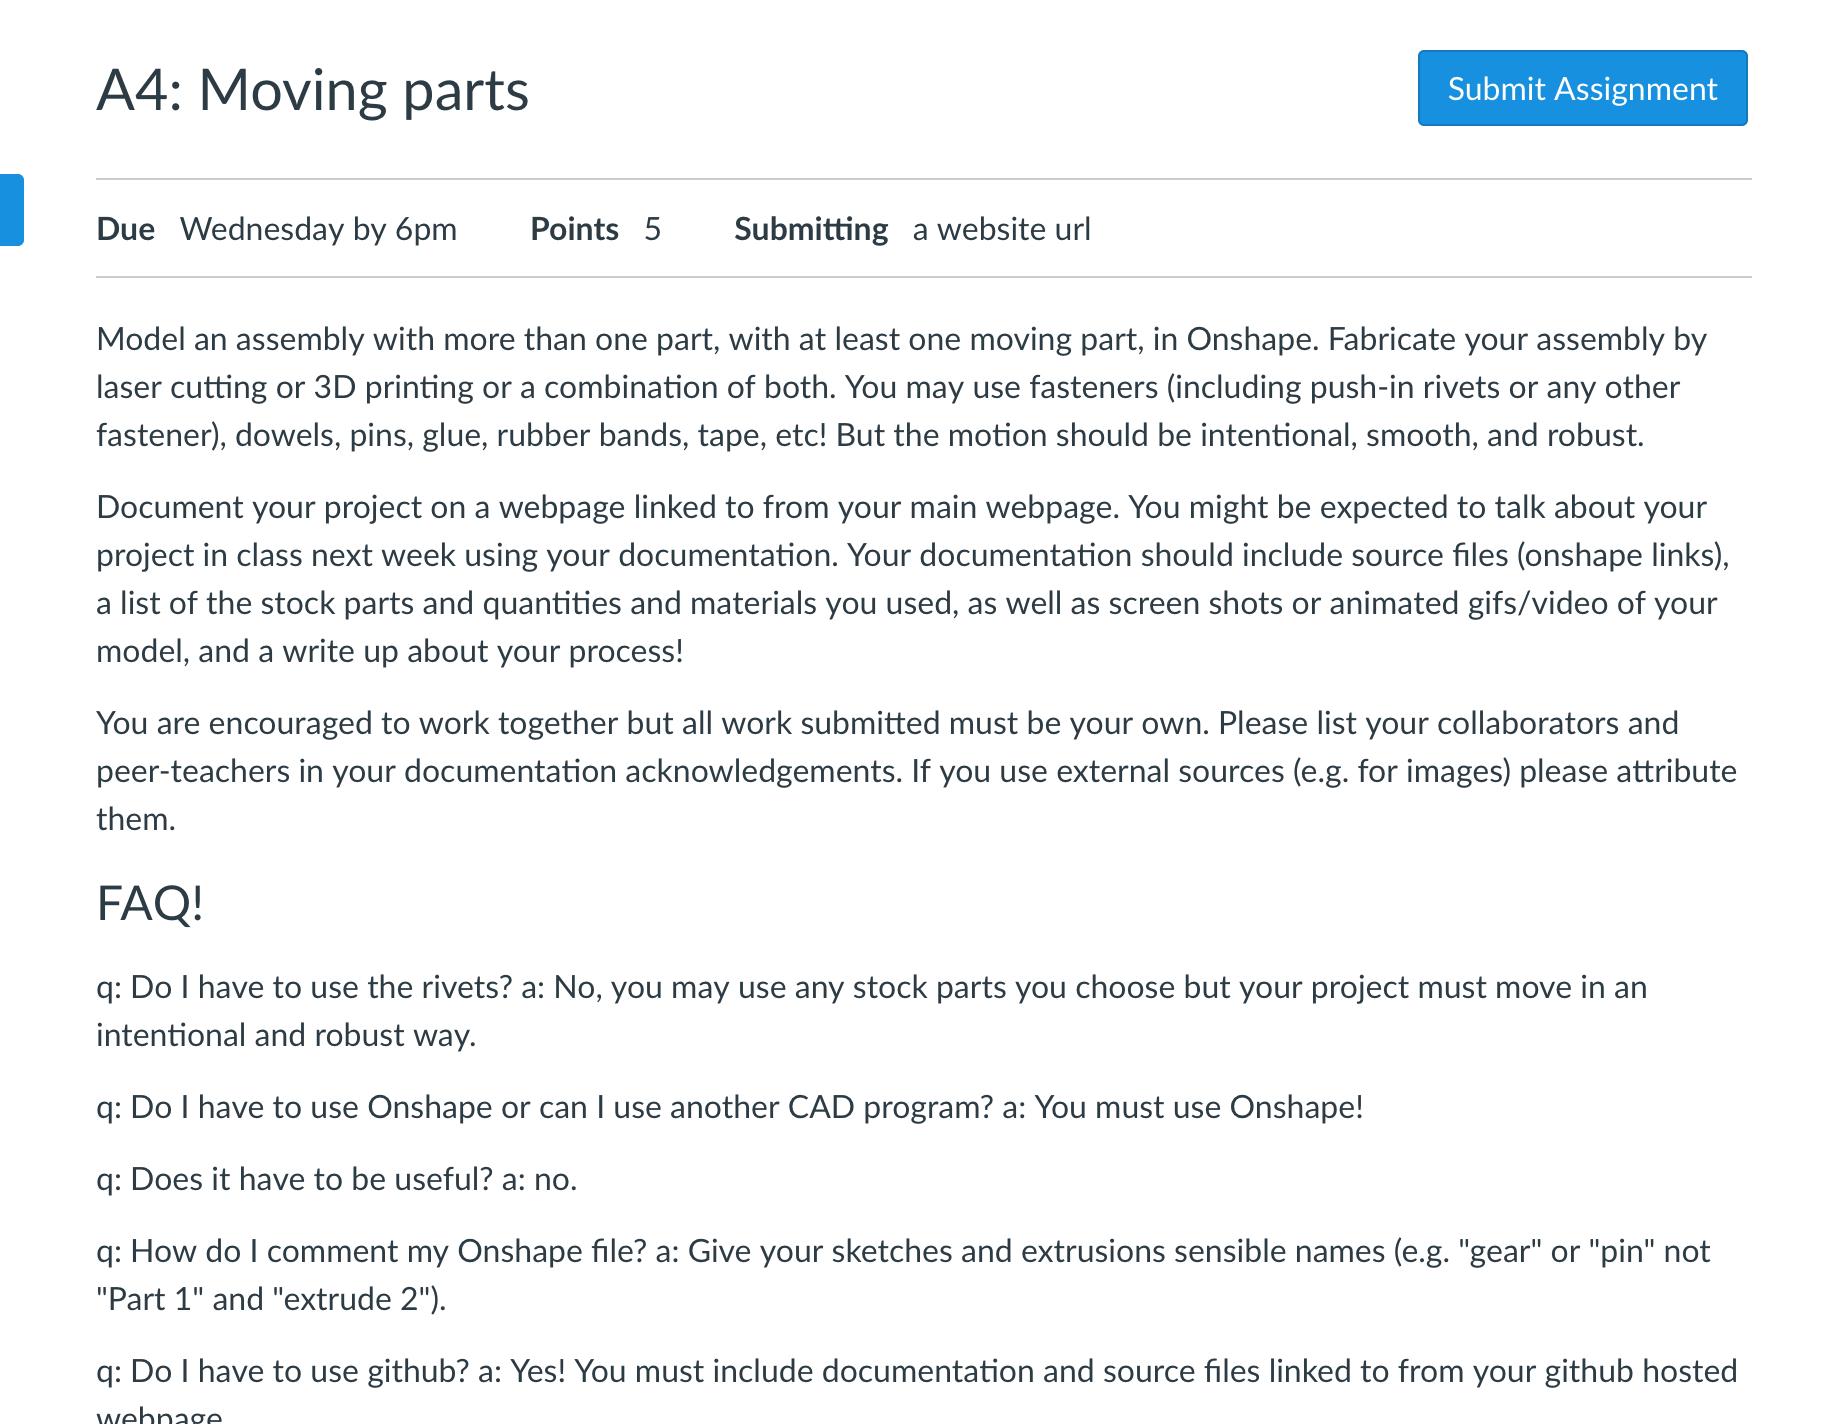 A4: Moving parts
Submit Assignment
Due Wednesday by 6pm Points 5 Submitting a website url
Model an assembly with more than one part, with at least one moving part, in Onshape. Fabricate your assembly by
laser cutting or 3D printing or a combination of both. You may use fasteners (including push-in rivets or any other
fastener), dowels, pins, glue, rubber bands, tape, etc! But the motion should be intentional, smooth, and robust.
Document your project on a webpage linked to from your main webpage. You might be expected to talk about your
project in class next week using your documentation. Your documentation should include source files (onshape links),
a list of the stock parts and quantities and materials you used, as well as screen shots or animated gifs/video of your
model, and a write up about your process!
You are encouraged to work together but all work submitted must be your own. Please list your collaborators and
peer-teachers in your documentation acknowledgements. If you use external sources (e.g. for images) please attribute
them.
FAQ!
q: Do I have to use the rivets? a: No, you may use any stock parts you choose but your project must move in an
intentional and robust way.
q: Do I have to use Onshape or can I use another CAD program? a: You must use Onshape!
q: Does it have to be useful? a: no.
q: How do I comment my Onshape file? a: Give your sketches and extrusions sensible names (e.g. "gear" or "pin" not
"Part 1" and "extrude 2").
q: Do I have to use github? a: Yes! You must include documentation and source files linked to from your github hosted
webpage